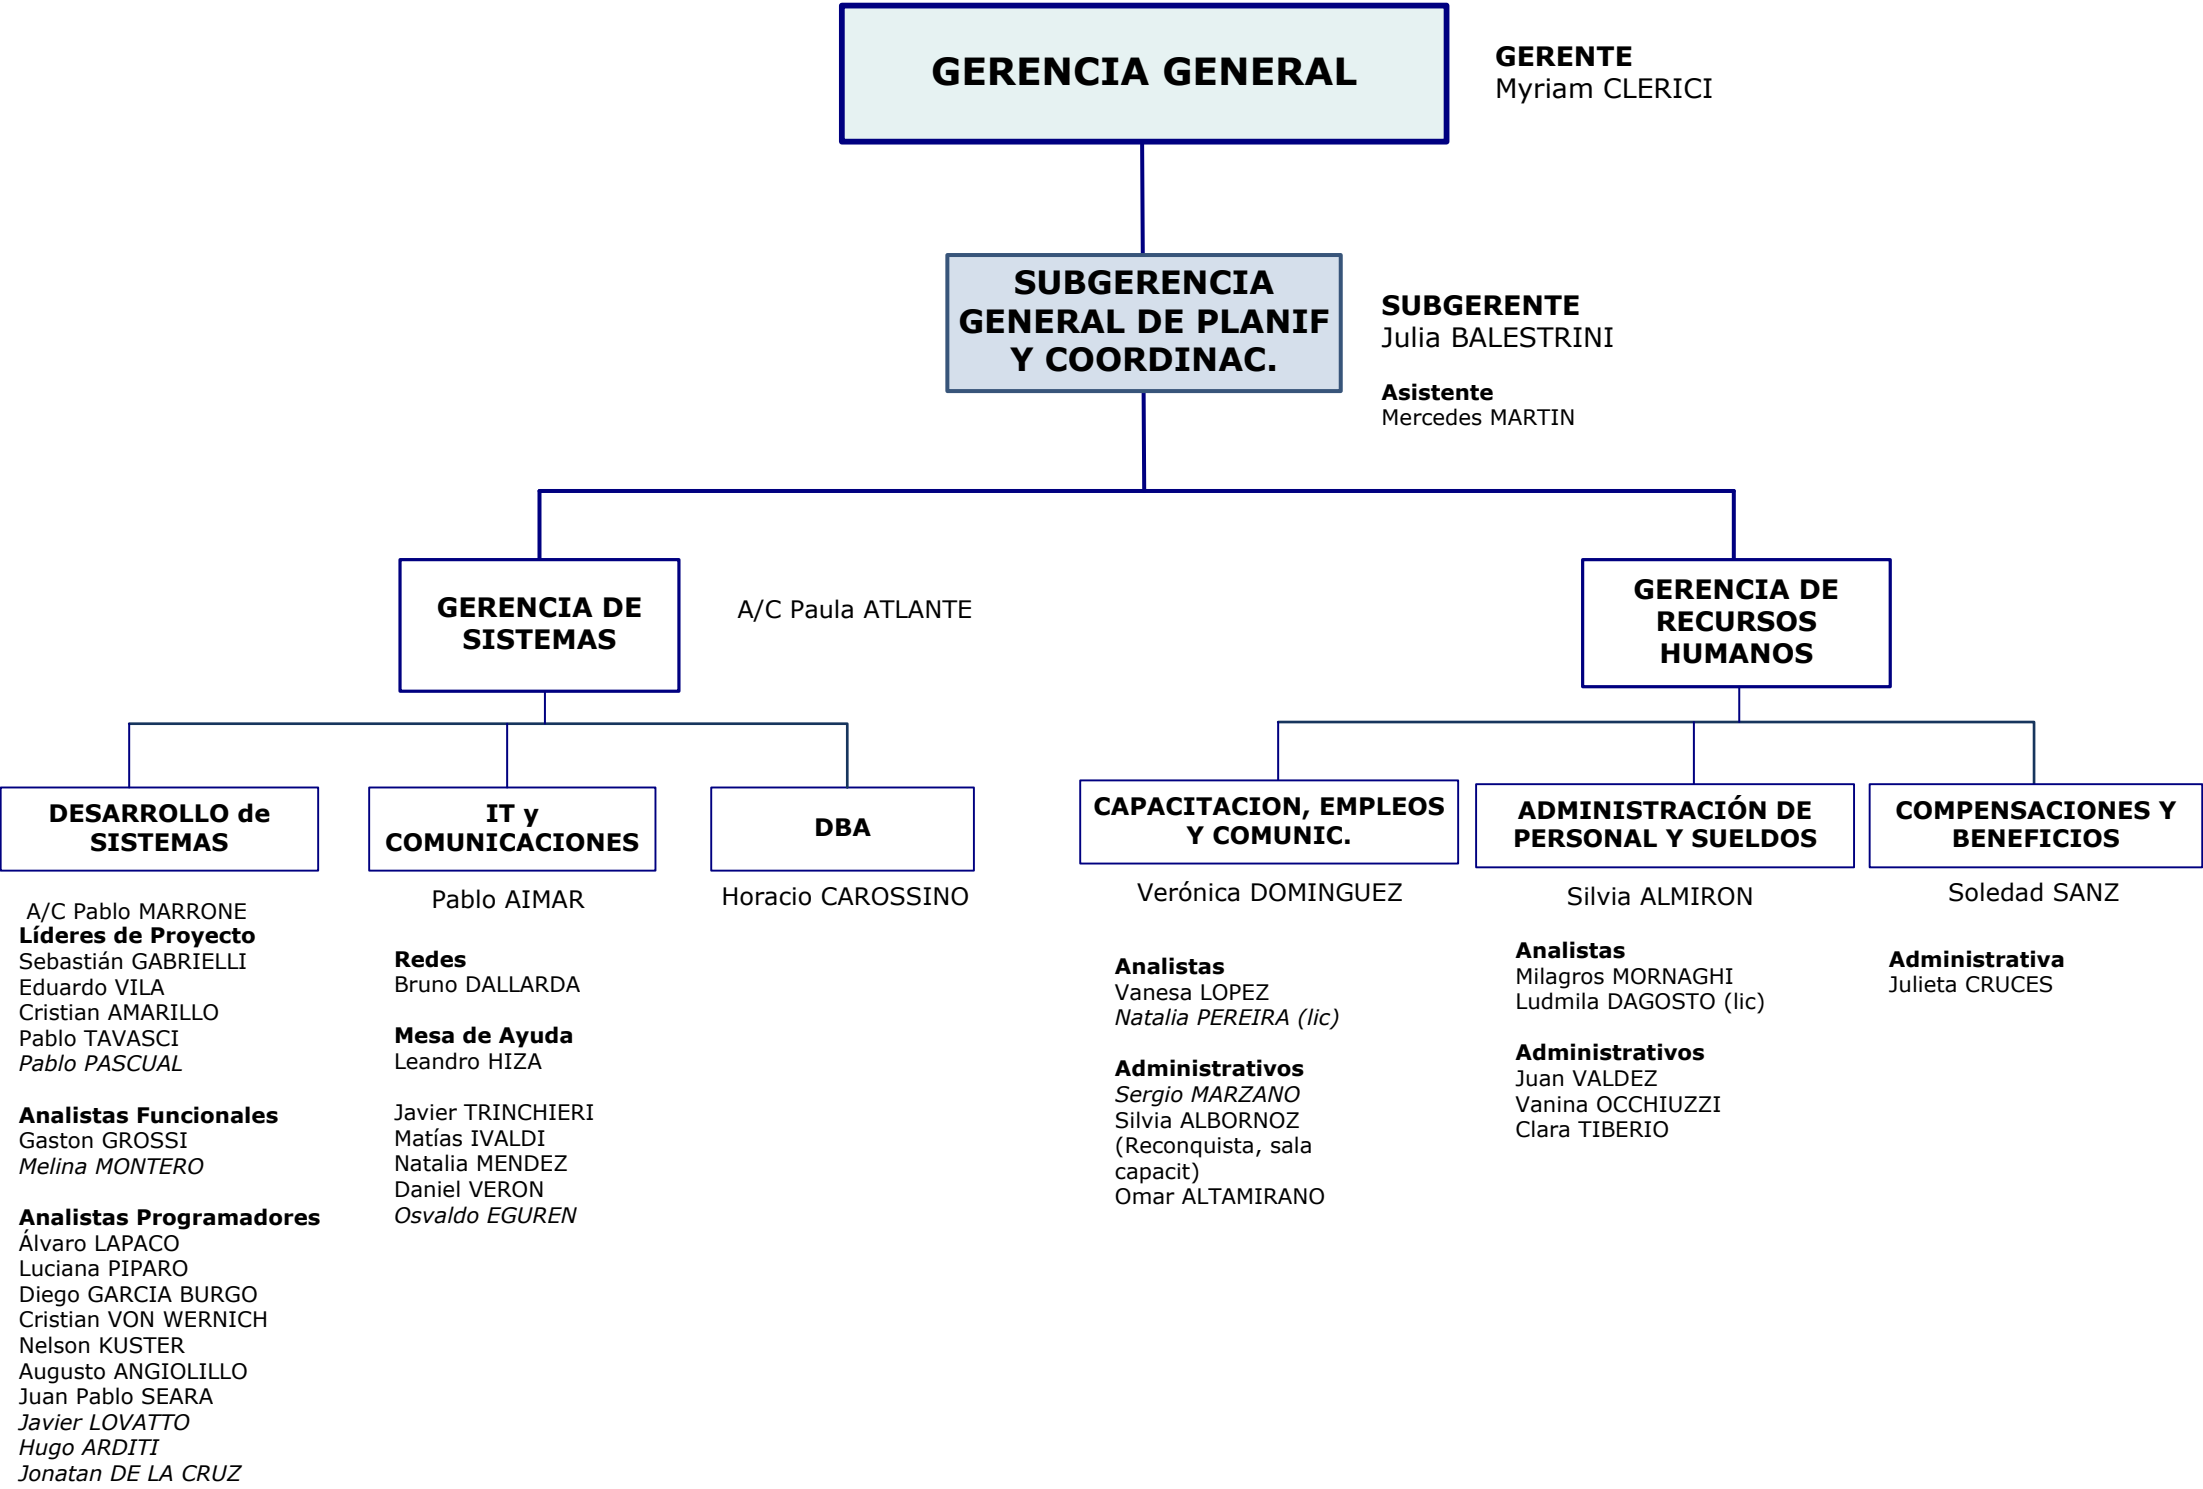 GERENCIA GENERAL
GERENTE
Myriam CLERICI
SUBGERENCIA
GENERAL DE PLANIF
Y COORDINAC.
SUBGERENTE
Julia BALESTRINI
Asistente
Mercedes MARTIN
GERENCIA DE
SISTEMAS
A/C Paula ATLANTE
GERENCIA DE
RECURSOS
HUMANOS
DESARROLLO de
SISTEMAS
A/C Pablo MARRONE
Líderes de Proyecto
Sebastián GABRIELLI
Eduardo VILA
Cristian AMARILLO
Pablo TAVASCI
Pablo PASCUAL
Analistas Funcionales
Gaston GROSSI
Melina MONTERO
Analistas Programadores
Álvaro LAPACO
Luciana PIPARO
Diego GARCIA BURGO
Cristian VON WERNICH
Nelson KUSTER
Augusto ANGIOLILLO
Juan Pablo SEARA
Javier LOVATTO
Hugo ARDITI
Jonatan DE LA CRUZ
IT y
COMUNICACIONES
Pablo AIMAR
Redes
Bruno DALLARDA
Mesa de Ayuda
Leandro HIZA
Javier TRINCHIERI
Matías IVALDI
Natalia MENDEZ
Daniel VERON
Osvaldo EGUREN
DBA
Horacio CAROSSINO
CAPACITACION, EMPLEOS
Y COMUNIC.
Verónica DOMINGUEZ
Analistas
Vanesa LOPEZ
Natalia PEREIRA (lic)
Administrativos
Sergio MARZANO
Silvia ALBORNOZ
(Reconquista, sala
capacit)
Omar ALTAMIRANO
ADMINISTRACIÓN DE
PERSONAL Y SUELDOS
Silvia ALMIRON
Analistas
Milagros MORNAGHI
Ludmila DAGOSTO (lic)
Administrativos
Juan VALDEZ
Vanina OCCHIUZZI
Clara TIBERIO
COMPENSACIONES Y
BENEFICIOS
Soledad SANZ
Administrativa
Julieta CRUCES